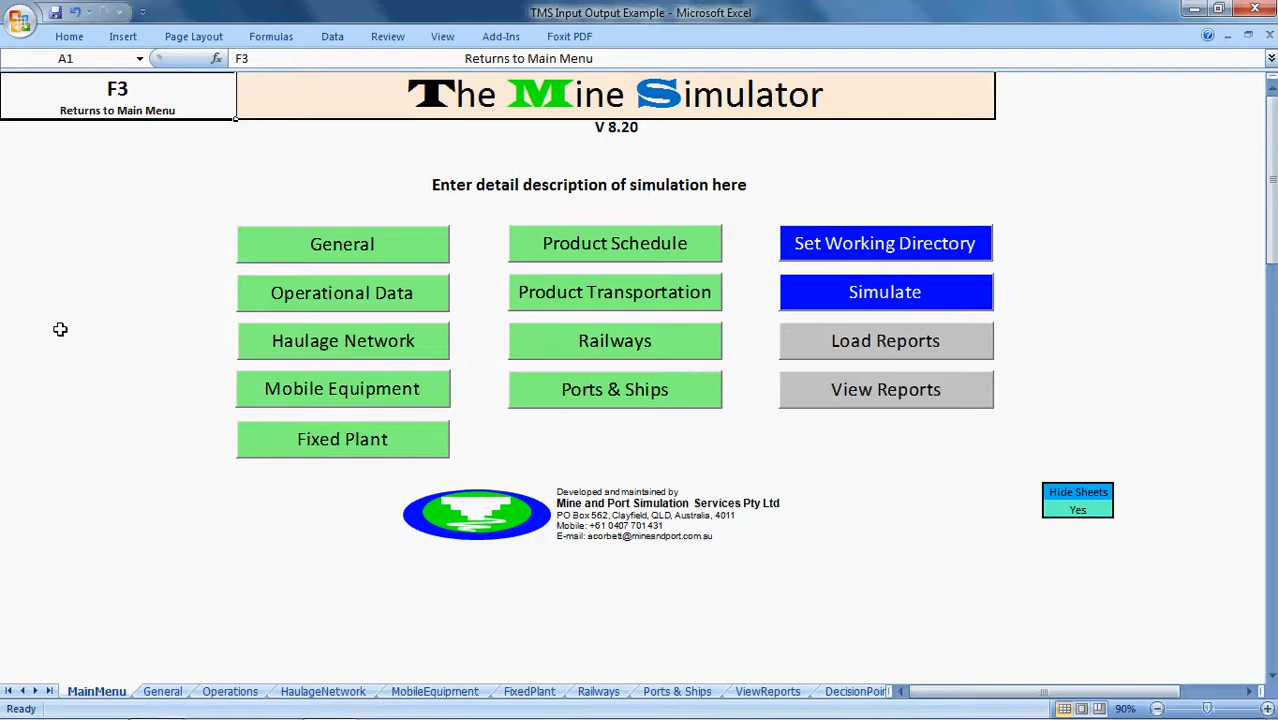 TMS Input Output Example - Microsoft Excel
Home Insert Page Layout Formulas Data Review View Add-Ins Foxit PDF
A1 fx F3 Returns to Main Menu
F3
Returns to Main Menu
The Mine Simulator
V 8.20
Enter detail description of simulation here
General Product Schedule Set Working Directory
Operational Data Product Transportation Simulate
Haulage Network Railways Load Reports
Mobile Equipment Ports & Ships View Reports
Fixed Plant
Developed and maintained by
Mine and Port Simulation Services Pty Ltd
PO Box 562, Clayfield, QLD, Australia, 4011
Mobile: +61 0407 701 431
E-mail: acorbett@mineandport.com.au
Hide Sheets
Yes
MainMenu General Operations HaulageNetwork MobileEquipment FixedPlant Railways Ports & Ships ViewReports DecisionPoin
Ready 90%